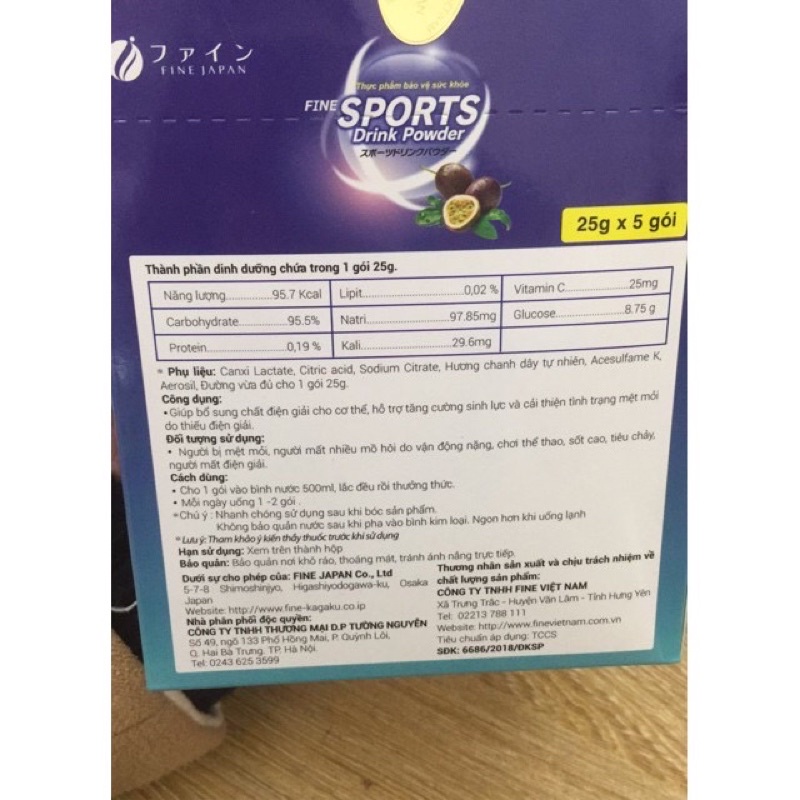 ファイン
FINE JAPAN
Thực phẩm bảo vệ sức khỏe
FINE SPORTS
Drink Powder
スポーツドリンクパウダー
25g x 5 gói
Thành phần dinh dưỡng chứa trong 1 gói 25g.
Năng lượng................95.7 Kcal Lipit........................0,02 % Vitamin C................25mg
Carbohydrate............95.5% Natri........................97.85mg Glucose.................8.75 g
Protein.....................0,19 % Kali........................29.6mg
* Phụ liệu: Canxi Lactate, Citric acid, Sodium Citrate, Hương chanh dây tự nhiên, Acesulfame K,
Aerosil, Đường vừa đủ cho 1 gói 25g.
Công dụng:
• Giúp bổ sung chất điện giải cho cơ thể, hỗ trợ tăng cường sinh lực và cải thiện tình trạng mệt mỏi
do thiếu điện giải.
Đối tượng sử dụng:
• Người bị mệt mỏi, người mất nhiều mồ hôi do vận động nặng, chơi thể thao, sốt cao, tiêu chảy,
người mất điện giải.
Cách dùng:
• Cho 1 gói vào bình nước 500ml, lắc đều rồi thưởng thức.
• Mỗi ngày uống 1 -2 gói .
*Chú ý : Nhanh chóng sử dụng sau khi bóc sản phẩm.
Không bảo quản nước sau khi pha vào bình kim loại. Ngon hơn khi uống lạnh
*Lưu ý: Tham khảo ý kiến thầy thuốc trước khi sử dụng
Hạn sử dụng: Xem trên thành hộp
Bảo quản: Bảo quản nơi khô ráo, thoáng mát, tránh ánh nắng trực tiếp.
Dưới sự cho phép của: FINE JAPAN Co., Ltd
5-7-8 Shimoshinjyo, Higashiyodogawa-ku, Osaka
Japan
Website: http://www.fine-kagaku.co.jp
Nhà phân phối độc quyền:
CÔNG TY TNHH THƯƠNG MẠI D.P TƯỜNG NGUYÊN
Số 49, ngõ 133 Phố Hồng Mai, P. Quỳnh Lôi,
Q. Hai Bà Trưng. TP. Hà Nội.
Tel: 0243 625 3599
Thương nhân sản xuất và chịu trách nhiệm về
chất lượng sản phẩm:
CÔNG TY TNHH FINE VIỆT NAM
Xã Trưng Trắc - Huyện Văn Lâm - Tỉnh Hưng Yên
Tel: 02213 788 111
Website: http://www.finevietnam.com.vn
Tiêu chuẩn áp dụng: TCCS
SĐK: 6686/2018/ĐKSP